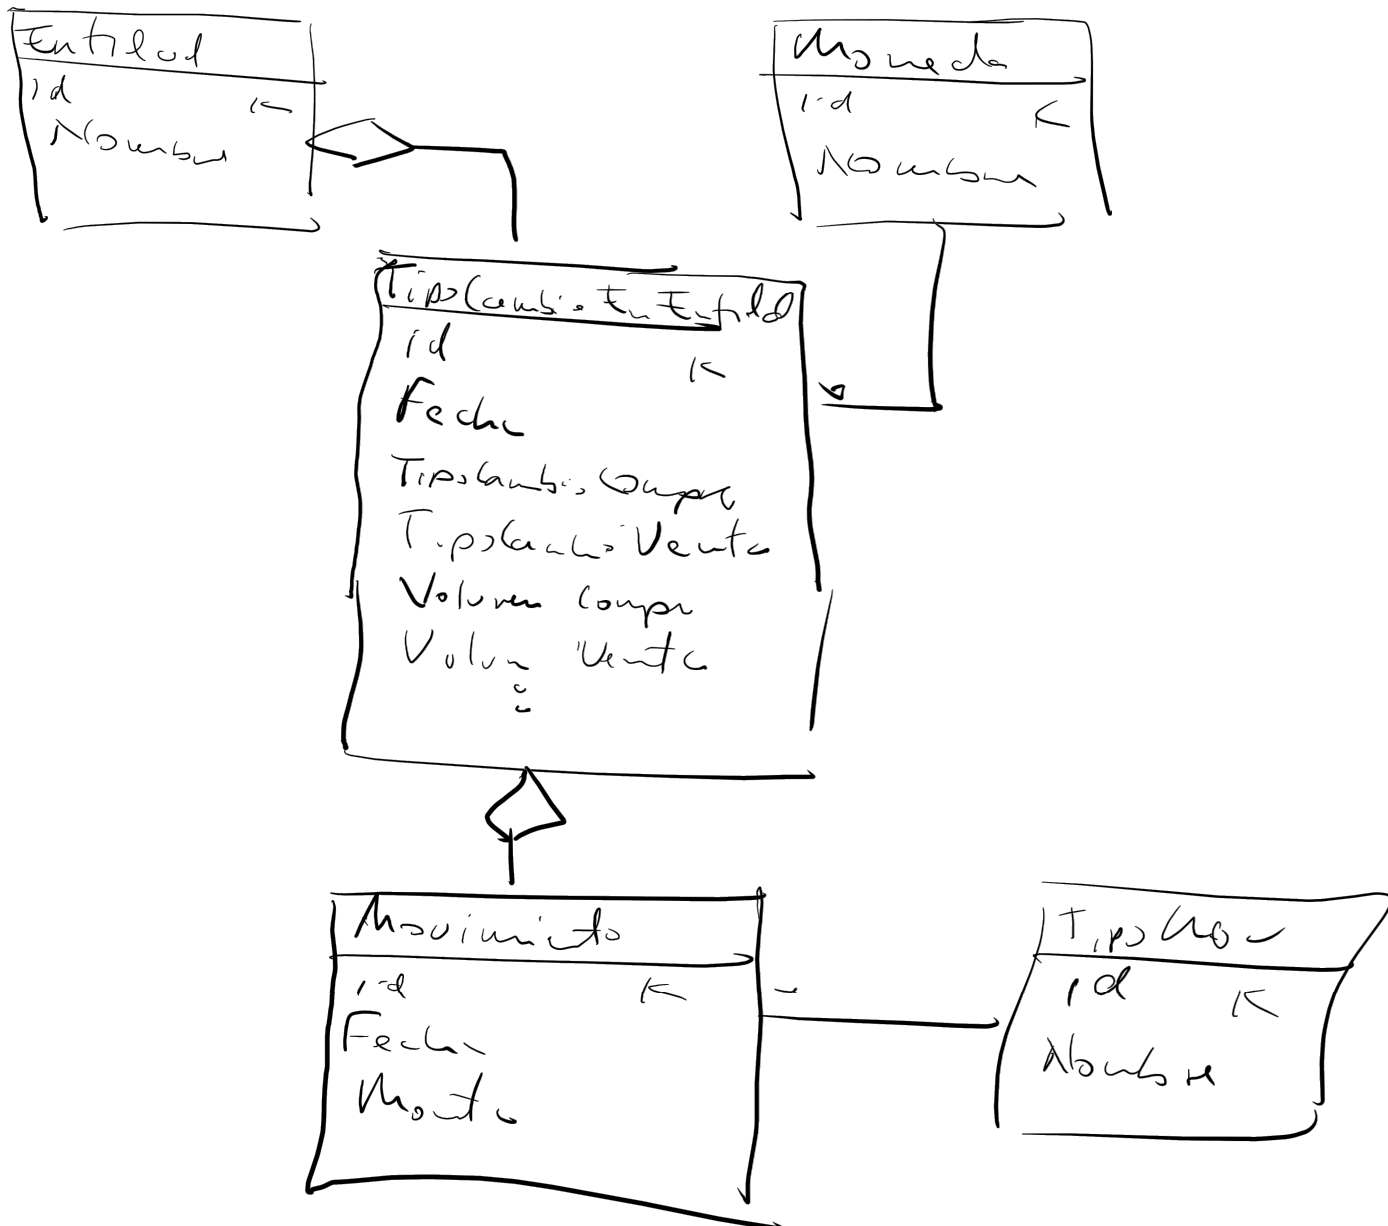 Entidad
id K
Nombre
Moneda
id K
Nombre
TipoCambioEnEntidad
id K
Fecha
TipoCambioCompra
TipoCambioVenta
Volumen Compra
Volumen Venta
Movimiento
id K
Fecha
Monto
TipoMov
id K
Nombre